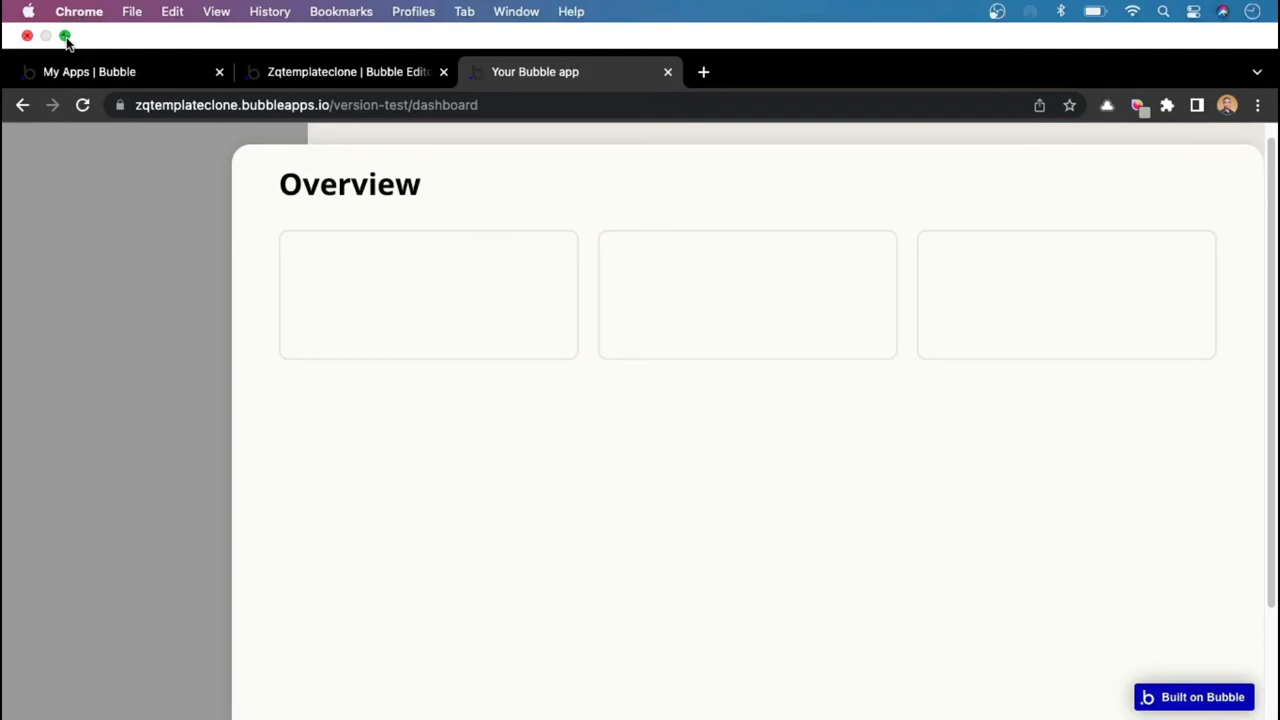 Chrome File Edit View History Bookmarks Profiles Tab Window Help
My Apps | Bubble Zqtemplateclone | Bubble Edito Your Bubble app
zqtemplateclone.bubbleapps.io/version-test/dashboard
Overview
Built on Bubble